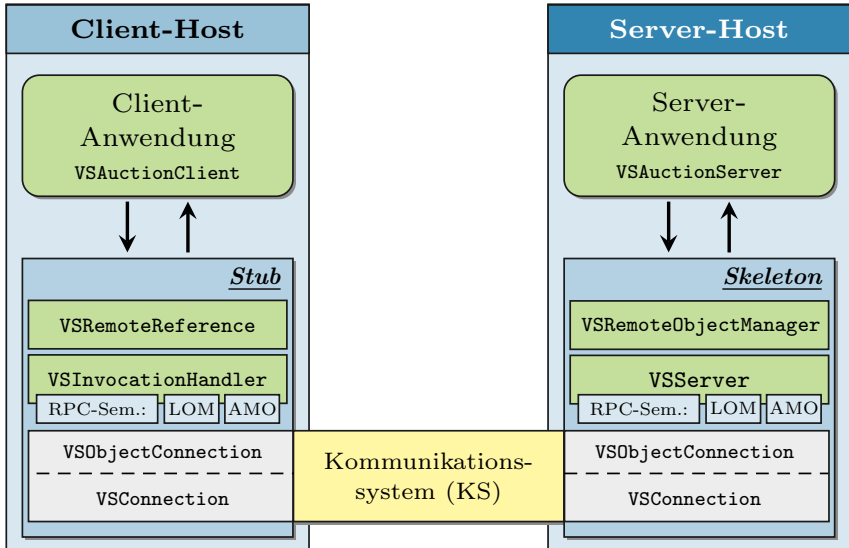 Client-Host
Client-
Anwendung
VSAuctionClient
Stub
VSRemoteReference
VSInvocationHandler
RPC-Sem.: LOM AMO
VSObjectConnection
VSConnection
Kommunikations-
system (KS)
Server-Host
Server-
Anwendung
VSAuctionServer
Skeleton
VSRemoteObjectManager
VSServer
RPC-Sem.: LOM AMO
VSObjectConnection
VSConnection